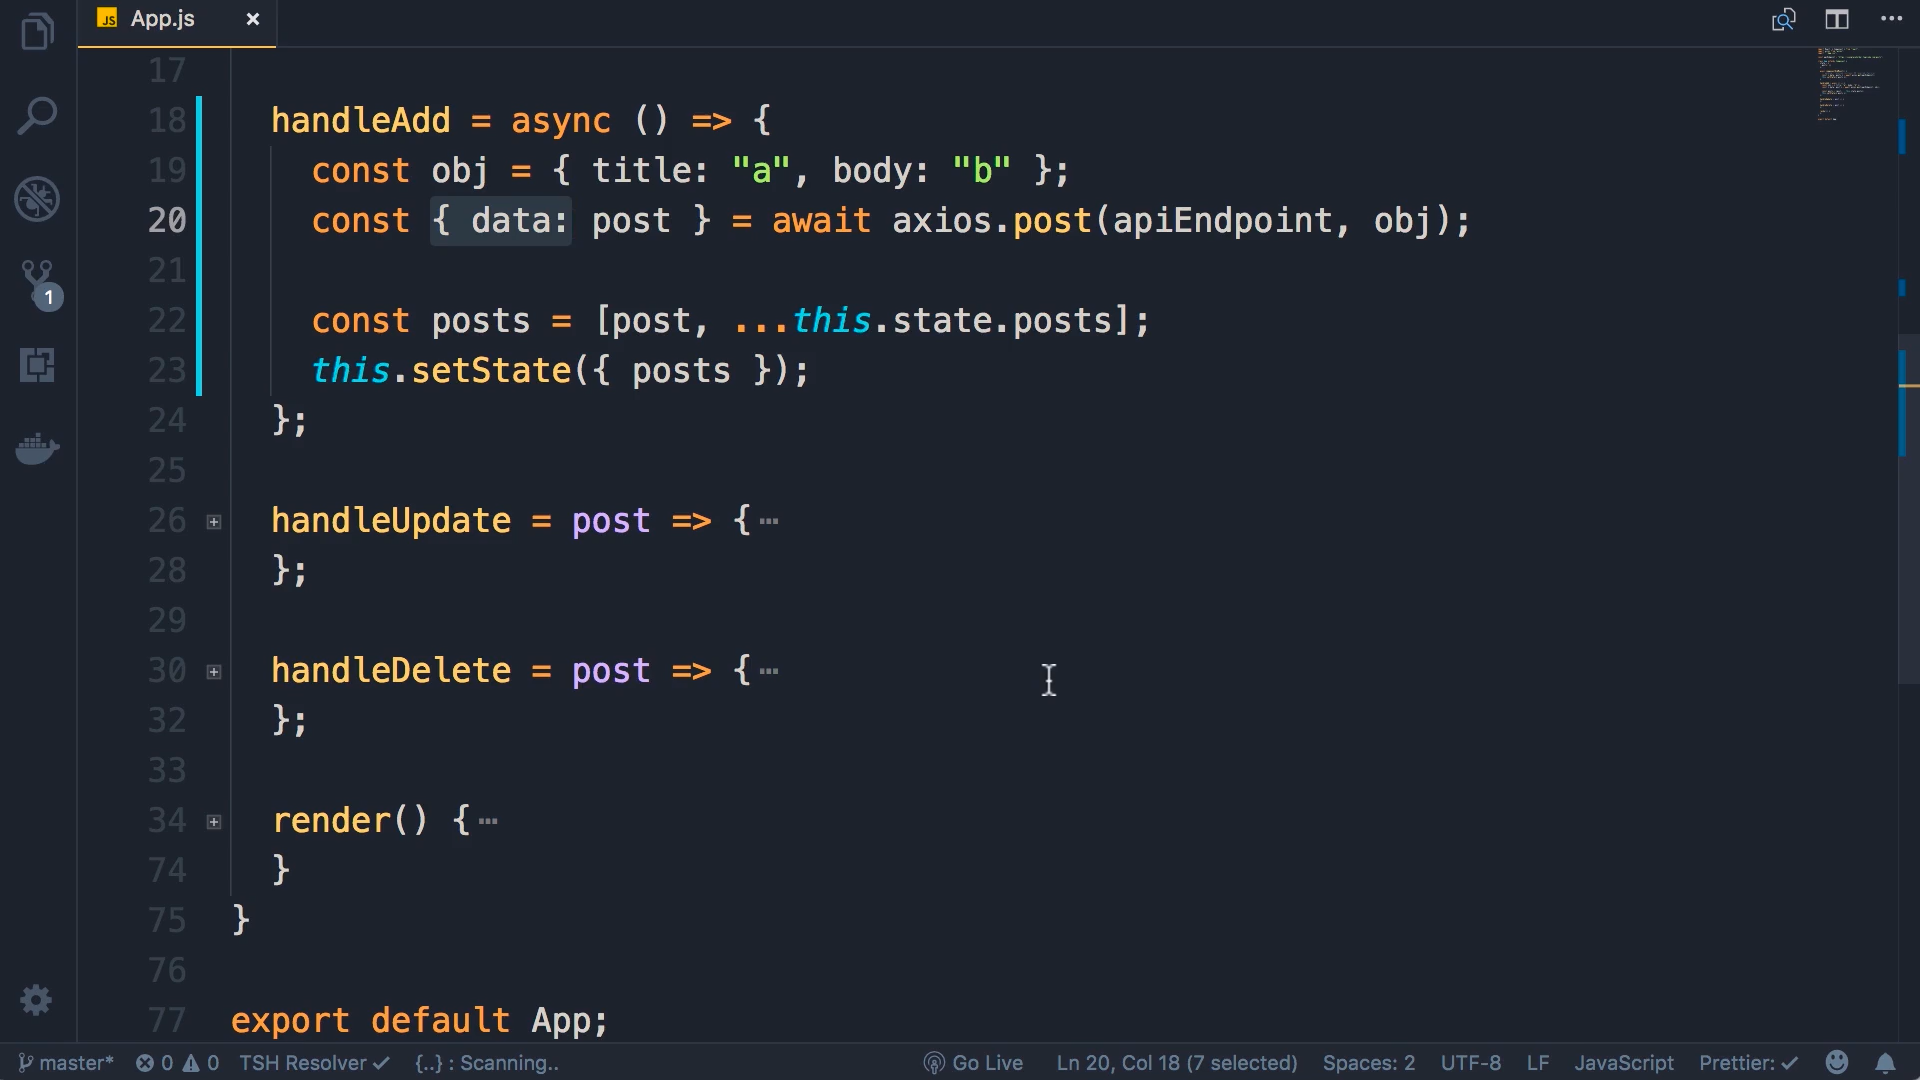 JS App.js ×
17
18 handleAdd = async () => {
19 const obj = { title: "a", body: "b" };
20 const { data: post } = await axios.post(apiEndpoint, obj);
21
22 const posts = [post, ...this.state.posts];
23 this.setState({ posts });
24 };
25
26 handleUpdate = post => {…
28 };
29
30 handleDelete = post => {…
32 };
33
34 render() {…
74 }
75 }
76
77 export default App;
1
master* 0 0 TSH Resolver ✓ {..} : Scanning.. Go Live Ln 20, Col 18 (7 selected) Spaces: 2 UTF-8 LF JavaScript Prettier: ✓